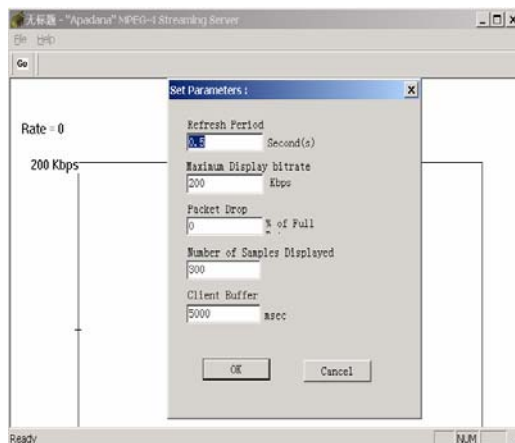 无标题 - "Apadana" MPEG-4 Streaming Server
File Help
Go
Set Parameters :
Rate = 0
200 Kbps
Refresh Period
0.5 Second(s)
Maximum Display bitrate
200 Kbps
Packet Drop
0 % of Full
Number of Samples Displayed
300
Client Buffer
5000 msec
OK Cancel
Ready NUM